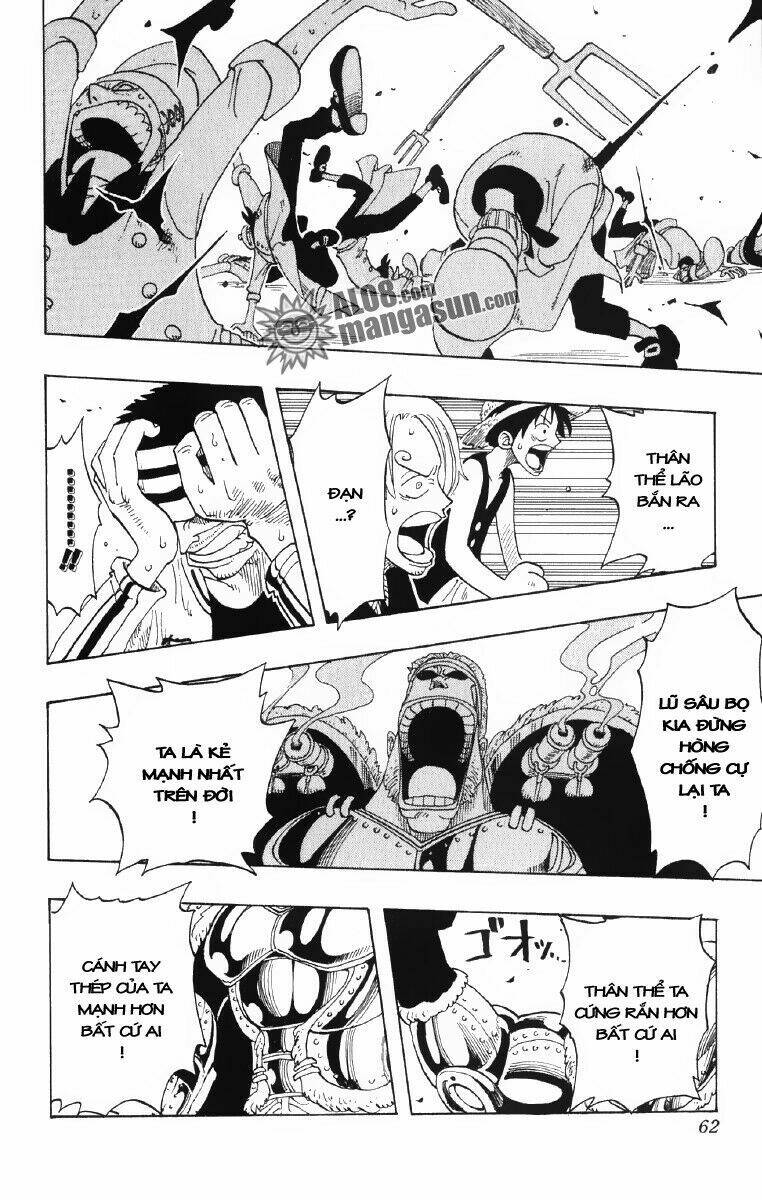 ALC8.com
mangasun.com
THÂN
THỂ LÃO
BẮN RA
...
ĐẠN
...?
!!
LŨ SÂU BỌ
KIA ĐỪNG
HÒNG
CHỐNG CỰ
LẠI TA
!
TA LÀ KẺ
MẠNH NHẤT
TRÊN ĐỜI
!
ゴオッ...
THÂN THỂ TA
CỨNG RẮN HƠN
BẤT CỨ AI
!
CÁNH TAY
THÉP CỦA TA
MẠNH HƠN
BẤT CỨ AI
!
62